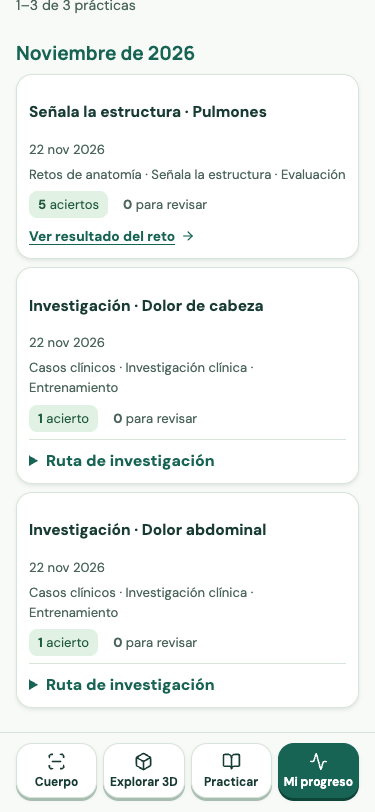 1–3 de 3 prácticas
Noviembre de 2026
Señala la estructura · Pulmones
22 nov 2026
Retos de anatomía · Señala la estructura · Evaluación
5 aciertos 0 para revisar
Ver resultado del reto →
Investigación · Dolor de cabeza
22 nov 2026
Casos clínicos · Investigación clínica ·
Entrenamiento
1 acierto 0 para revisar
Ruta de investigación
Investigación · Dolor abdominal
22 nov 2026
Casos clínicos · Investigación clínica ·
Entrenamiento
1 acierto 0 para revisar
Ruta de investigación
Cuerpo Explorar 3D Practicar Mi progreso